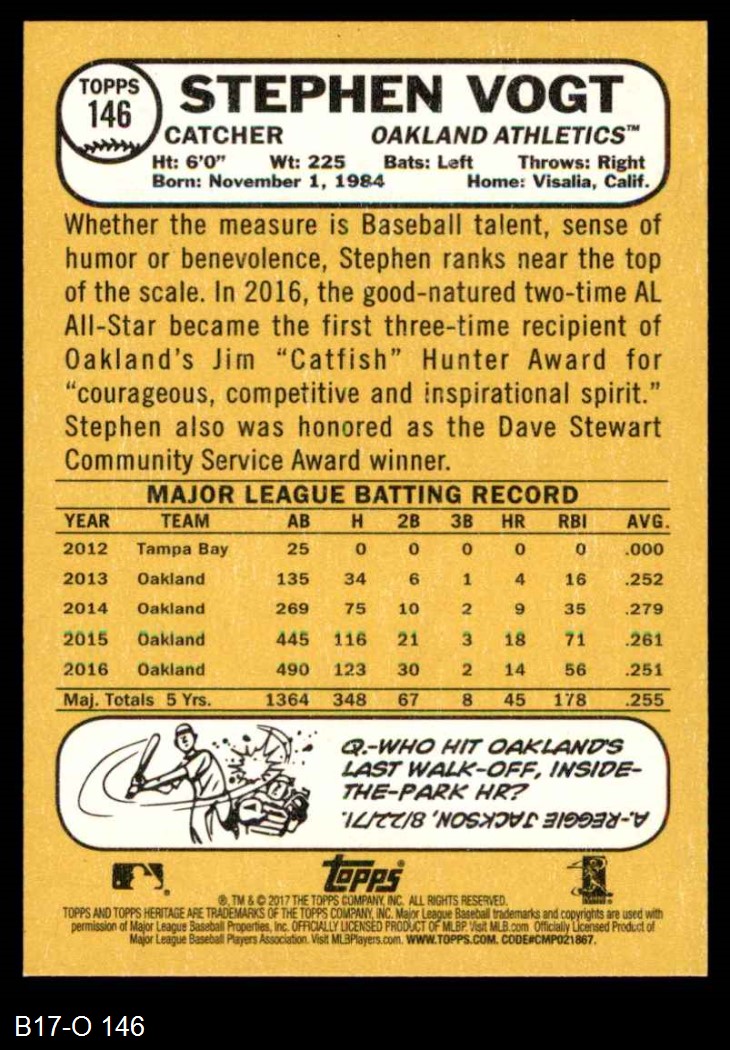 TOPPS
146
STEPHEN VOGT
CATCHER OAKLAND ATHLETICS™
Ht: 6'0" Wt: 225 Bats: Left Throws: Right
Born: November 1, 1984 Home: Visalia, Calif.
Whether the measure is Baseball talent, sense of
humor or benevolence, Stephen ranks near the top
of the scale. In 2016, the good-natured two-time AL
All-Star became the first three-time recipient of
Oakland's Jim “Catfish” Hunter Award for
“courageous, competitive and inspirational spirit.”
Stephen also was honored as the Dave Stewart
Community Service Award winner.
MAJOR LEAGUE BATTING RECORD
YEAR TEAM AB H 2B 3B HR RBI AVG.
2012 Tampa Bay 25 0 0 0 0 0 .000
2013 Oakland 135 34 6 1 4 16 .252
2014 Oakland 269 75 10 2 9 35 .279
2015 Oakland 445 116 21 3 18 71 .261
2016 Oakland 490 123 30 2 14 56 .251
Maj. Totals 5 Yrs. 1364 348 67 8 45 178 .255
Q.-WHO HIT OAKLAND'S
LAST WALK-OFF, INSIDE-
THE-PARK HR?
A.-REGGIE JACKSON, 8/22/71.
topps
®, TM & © 2017 THE TOPPS COMPANY, INC. ALL RIGHTS RESERVED.
TOPPS AND TOPPS HERITAGE ARE TRADEMARKS OF THE TOPPS COMPANY, INC. Major League Baseball trademarks and copyrights are used with
permission of Major League Baseball Properties, Inc. OFFICIALLY LICENSED PRODUCT OF MLBP. Visit MLB.com Officially Licensed Product of
Major League Baseball Players Association. Visit MLBPlayers.com. WWW.TOPPS.COM. CODE#CMP021867.
B17-O 146